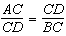 AC/CD = CD/BC